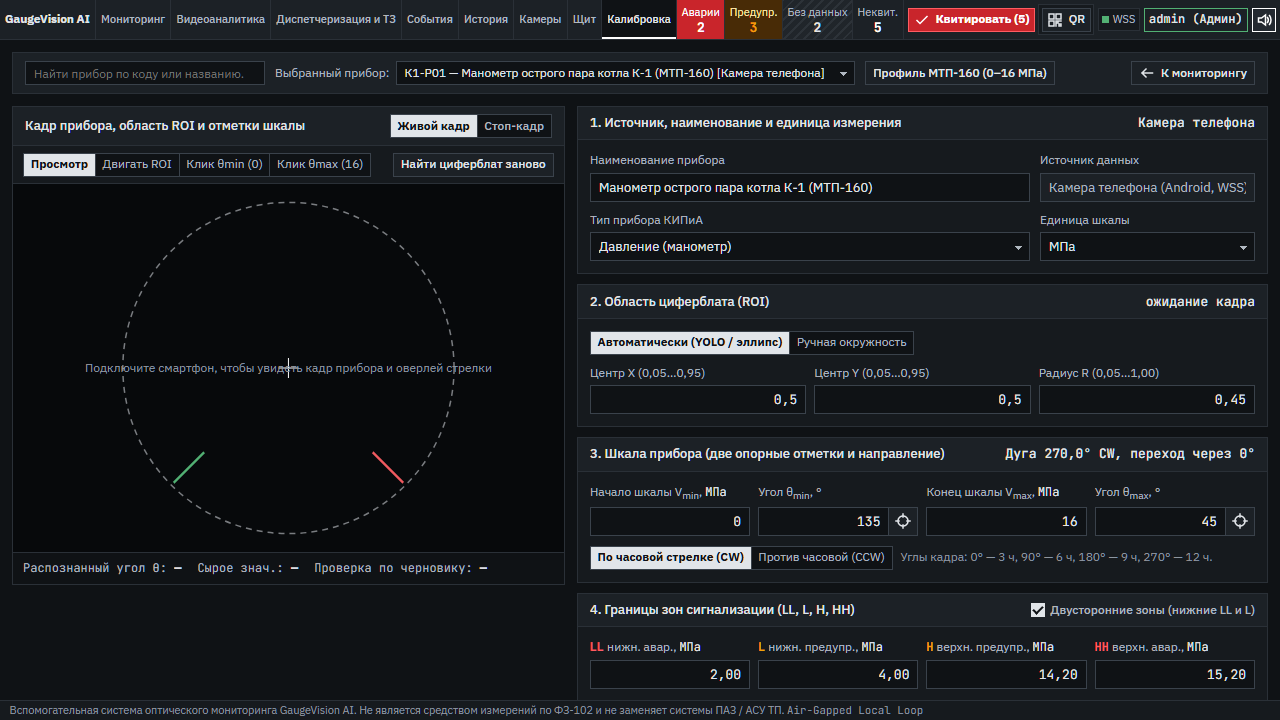 GaugeVision AI Мониторинг Видеоаналитика Диспетчеризация и ТЗ События История Камеры Щит Калибровка Аварии 2 Предупр. 3 Без данных 2 Неквит. 5 Квитировать (5) QR WSS admin (Админ)
Найти прибор по коду или названию. Выбранный прибор: K1-P01 — Манометр острого пара котла К-1 (МТП-160) [Камера телефона] Профиль МТП-160 (0–16 МПа) К мониторингу
Кадр прибора, область ROI и отметки шкалы Живой кадр Стоп-кадр
Просмотр Двигать ROI Клик θmin (0) Клик θmax (16) Найти циферблат заново
Подключите смартфон, чтобы увидеть кадр прибора и оверлей стрелки
Распознанный угол θ: — Сырое знач.: — Проверка по черновику: —
1. Источник, наименование и единица измерения Камера телефона
Наименование прибора Источник данных
Манометр острого пара котла К-1 (МТП-160) Камера телефона (Android, WSS)
Тип прибора КИПиА Единица шкалы
Давление (манометр) МПа
2. Область циферблата (ROI) ожидание кадра
Автоматически (YOLO / эллипс) Ручная окружность
Центр X (0,05…0,95) Центр Y (0,05…0,95) Радиус R (0,05…1,00)
0,5 0,5 0,45
3. Шкала прибора (две опорные отметки и направление) Дуга 270,0° CW, переход через 0°
Начало шкалы Vmin, МПа Угол θmin, ° Конец шкалы Vmax, МПа Угол θmax, °
0 135 16 45
По часовой стрелке (CW) Против часовой (CCW) Углы кадра: 0° — 3 ч, 90° — 6 ч, 180° — 9 ч, 270° — 12 ч.
4. Границы зон сигнализации (LL, L, H, HH) Двусторонние зоны (нижние LL и L)
LL нижн. авар., МПа L нижн. предупр., МПа H верхн. предупр., МПа HH верхн. авар., МПа
2,00 4,00 14,20 15,20
Вспомогательная система оптического мониторинга GaugeVision AI. Не является средством измерений по ФЗ-102 и не заменяет системы ПАЗ / АСУ ТП. Air-Gapped Local Loop